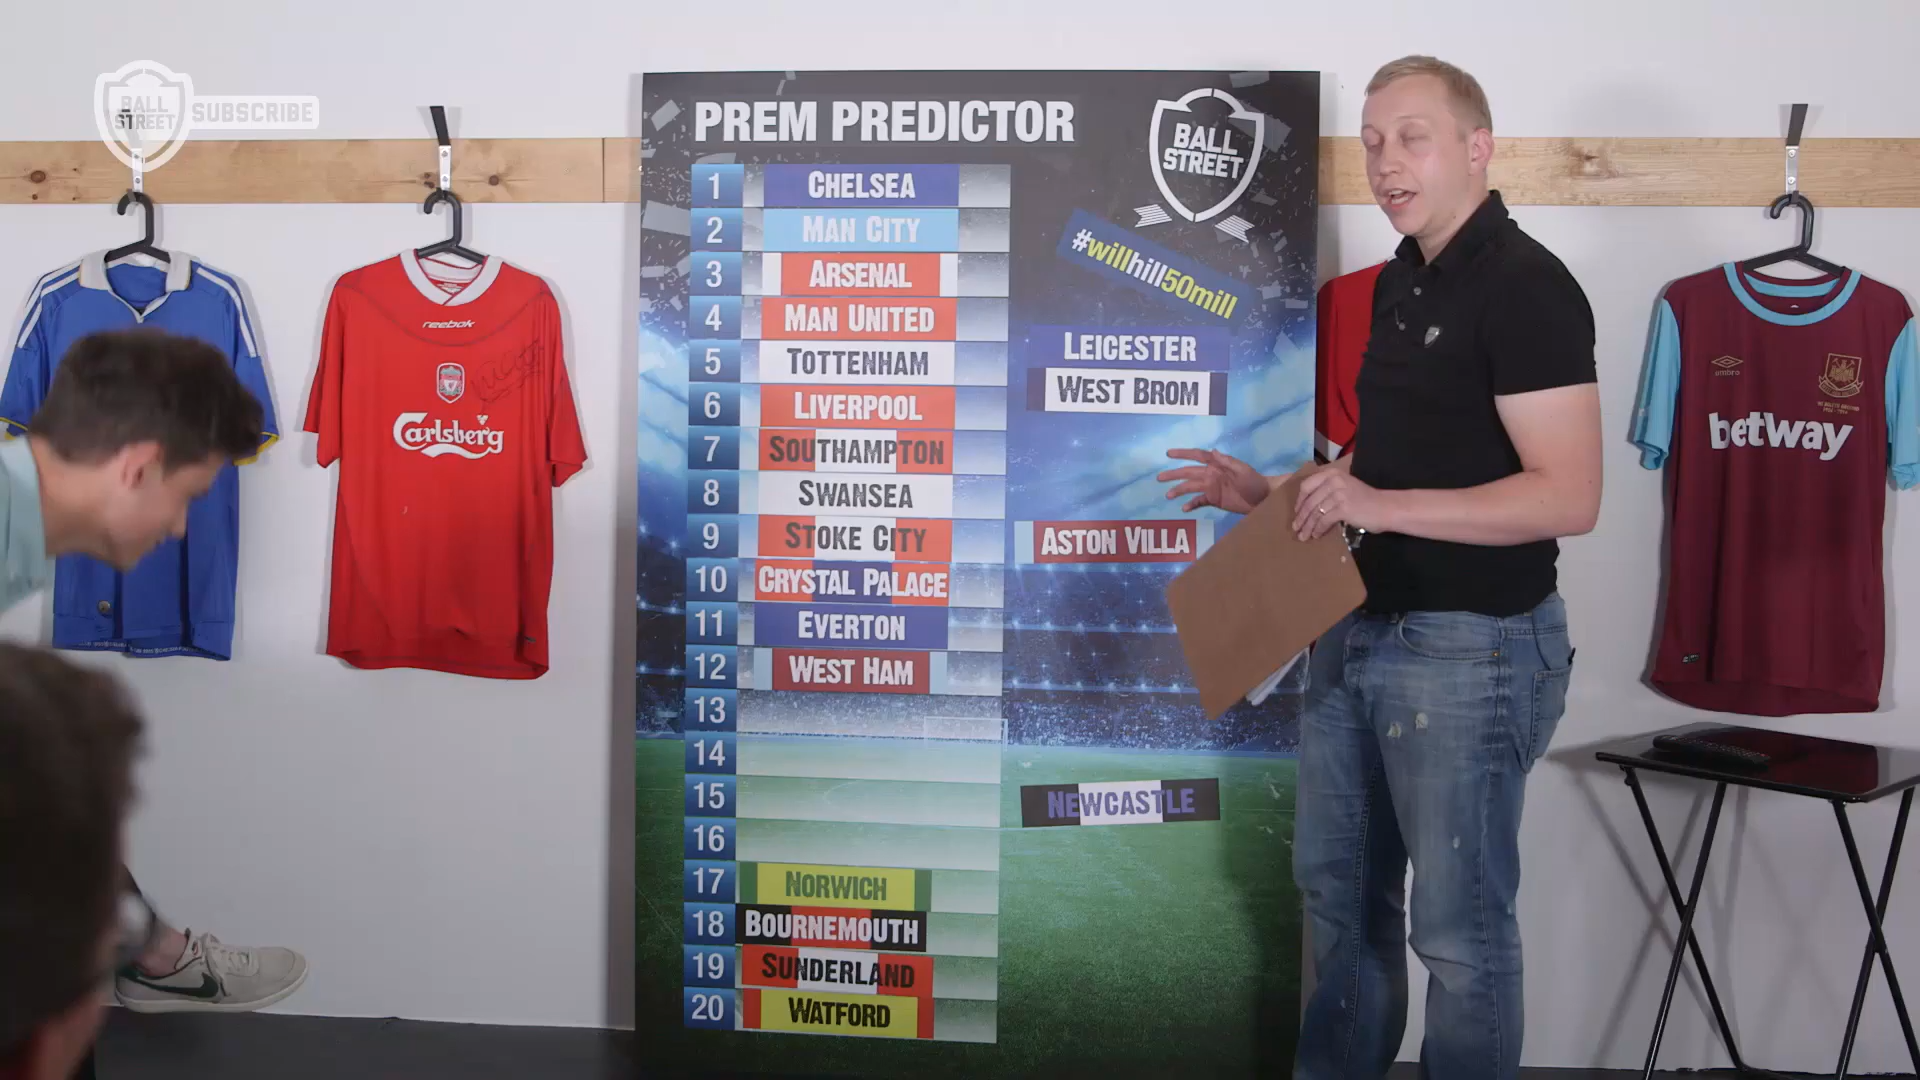 BALL STREET SUBSCRIBE
PREM PREDICTOR
BALL STREET
#willhill50mill
1 CHELSEA
2 MAN CITY
3 ARSENAL
4 MAN UNITED
5 TOTTENHAM
6 LIVERPOOL
7 SOUTHAMPTON
8 SWANSEA
9 STOKE CITY
10 CRYSTAL PALACE
11 EVERTON
12 WEST HAM
13
14
15
16
17 NORWICH
18 BOURNEMOUTH
19 SUNDERLAND
20 WATFORD
LEICESTER
WEST BROM
ASTON VILLA
NEWCASTLE
Reebok
Carlsberg
umbro
betway